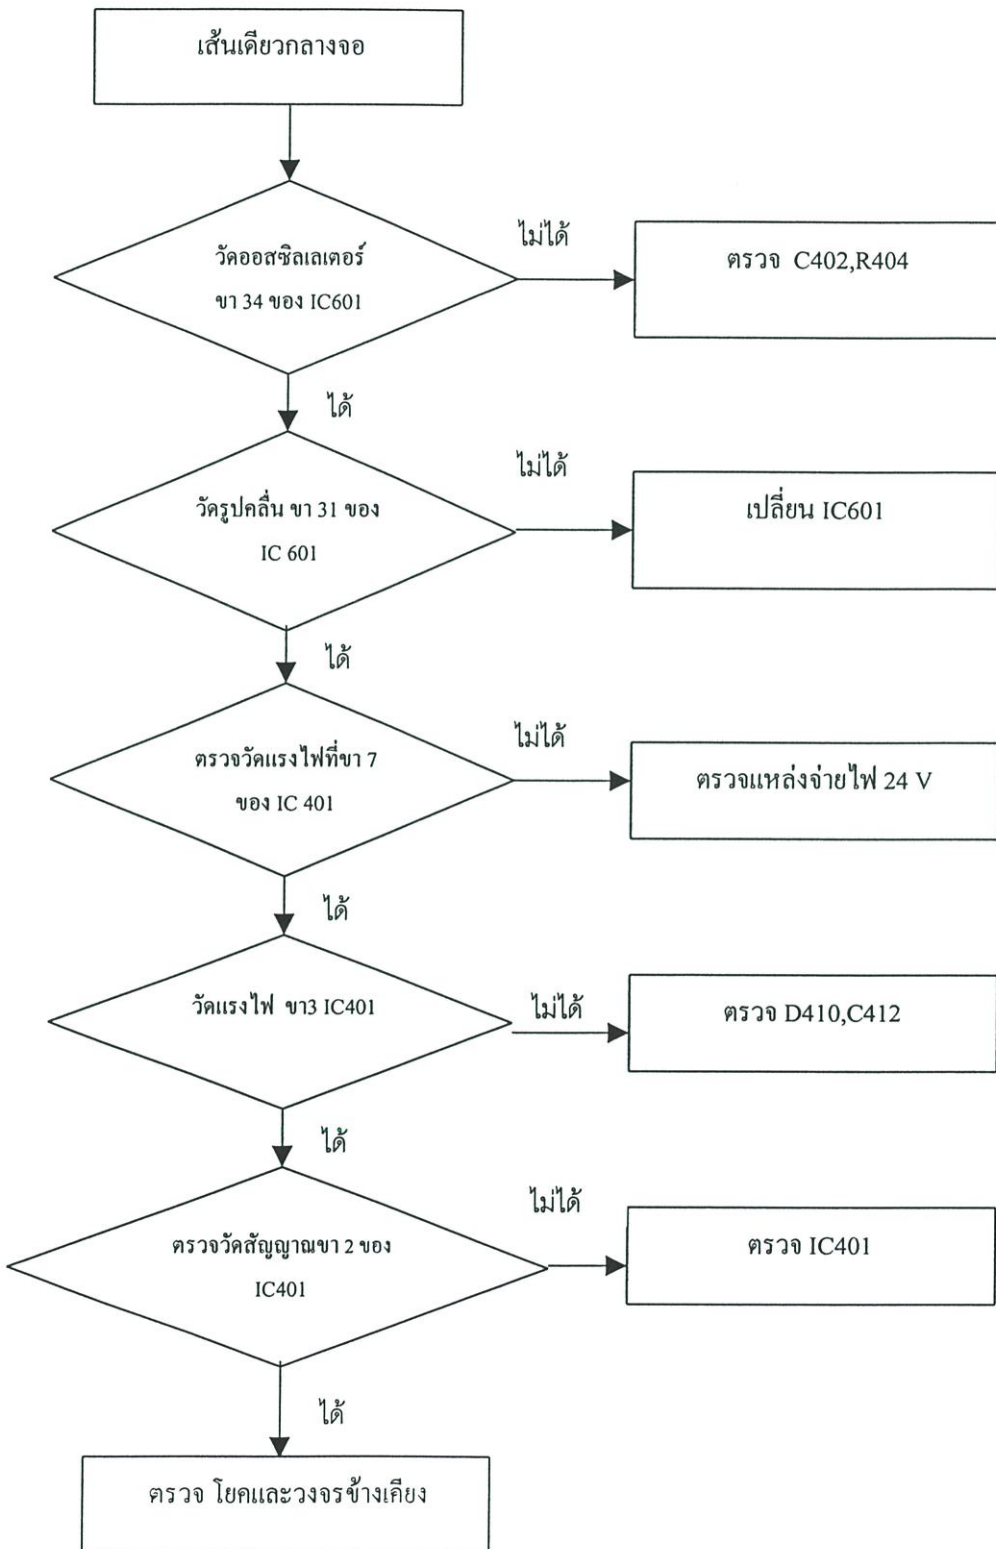 เส้นเดียวกลางจอ
วัดออสซิลเลเตอร์
ขา 34 ของ IC601
ไม่ได้
ตรวจ C402,R404
ได้
วัดรูปคลื่น ขา 31 ของ
IC 601
ไม่ได้
เปลี่ยน IC601
ได้
ตรวจวัดแรงไฟที่ขา 7
ของ IC 401
ไม่ได้
ตรวจแหล่งจ่ายไฟ 24 V
ได้
วัดแรงไฟ ขา3 IC401
ไม่ได้
ตรวจ D410,C412
ได้
ตรวจวัดสัญญาณขา 2 ของ
IC401
ไม่ได้
ตรวจ IC401
ได้
ตรวจ โยคและวงจรข้างเคียง